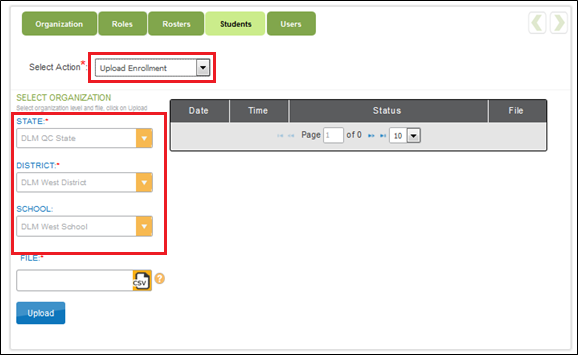 Organization Roles Rosters Students Users
Select Action*: Upload Enrollment
SELECT ORGANIZATION
Select organization level and file, click on Upload
Date Time Status File
Page 1 of 0 10
STATE:*
DLM QC State
DISTRICT:*
DLM West District
SCHOOL:
DLM West School
FILE:*
CSV ?
Upload